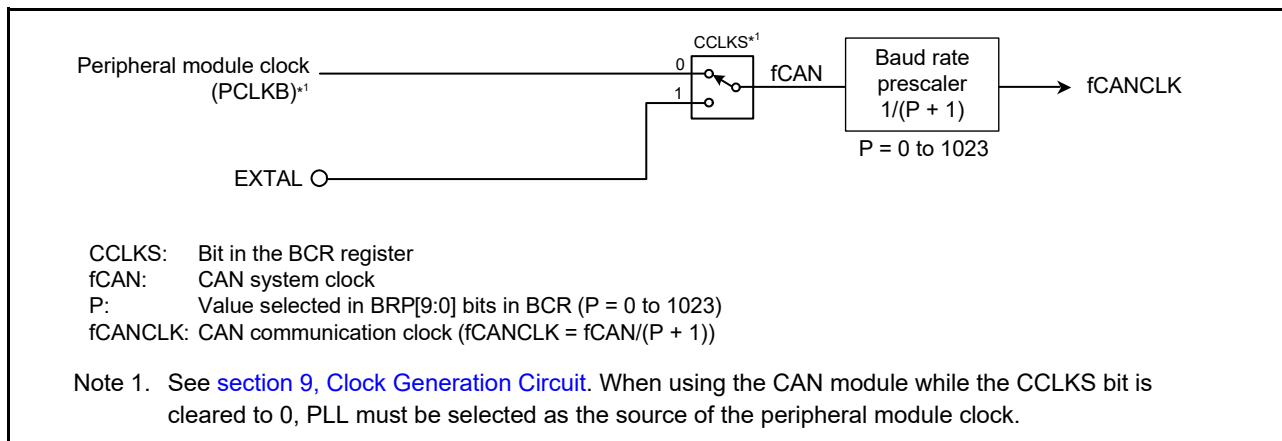 CCLKS*1
Peripheral module clock
(PCLKB)*1
0
1
fCAN
Baud rate
prescaler
1/(P + 1)
fCANCLK
P = 0 to 1023
EXTAL
CCLKS: Bit in the BCR register
fCAN: CAN system clock
P: Value selected in BRP[9:0] bits in BCR (P = 0 to 1023)
fCANCLK: CAN communication clock (fCANCLK = fCAN/(P + 1))
Note 1. See section 9, Clock Generation Circuit. When using the CAN module while the CCLKS bit is
cleared to 0, PLL must be selected as the source of the peripheral module clock.